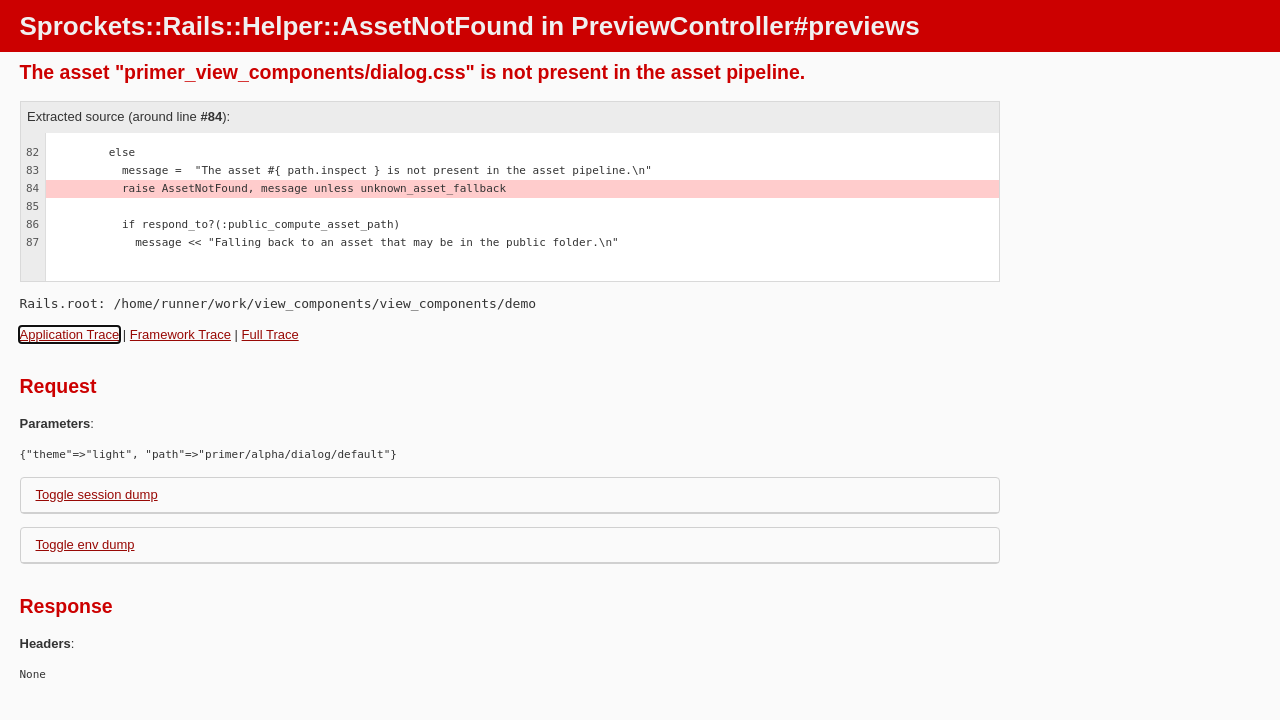 Sprockets::Rails::Helper::AssetNotFound in PreviewController#previews
The asset "primer_view_components/dialog.css" is not present in the asset pipeline.
Extracted source (around line #84):
82 else
83 message =  "The asset #{ path.inspect } is not present in the asset pipeline.\n"
84 raise AssetNotFound, message unless unknown_asset_fallback
85
86 if respond_to?(:public_compute_asset_path)
87 message << "Falling back to an asset that may be in the public folder.\n"
Rails.root: /home/runner/work/view_components/view_components/demo
Application Trace | Framework Trace | Full Trace
Request
Parameters:
{"theme"=>"light", "path"=>"primer/alpha/dialog/default"}
Toggle session dump
Toggle env dump
Response
Headers:
None